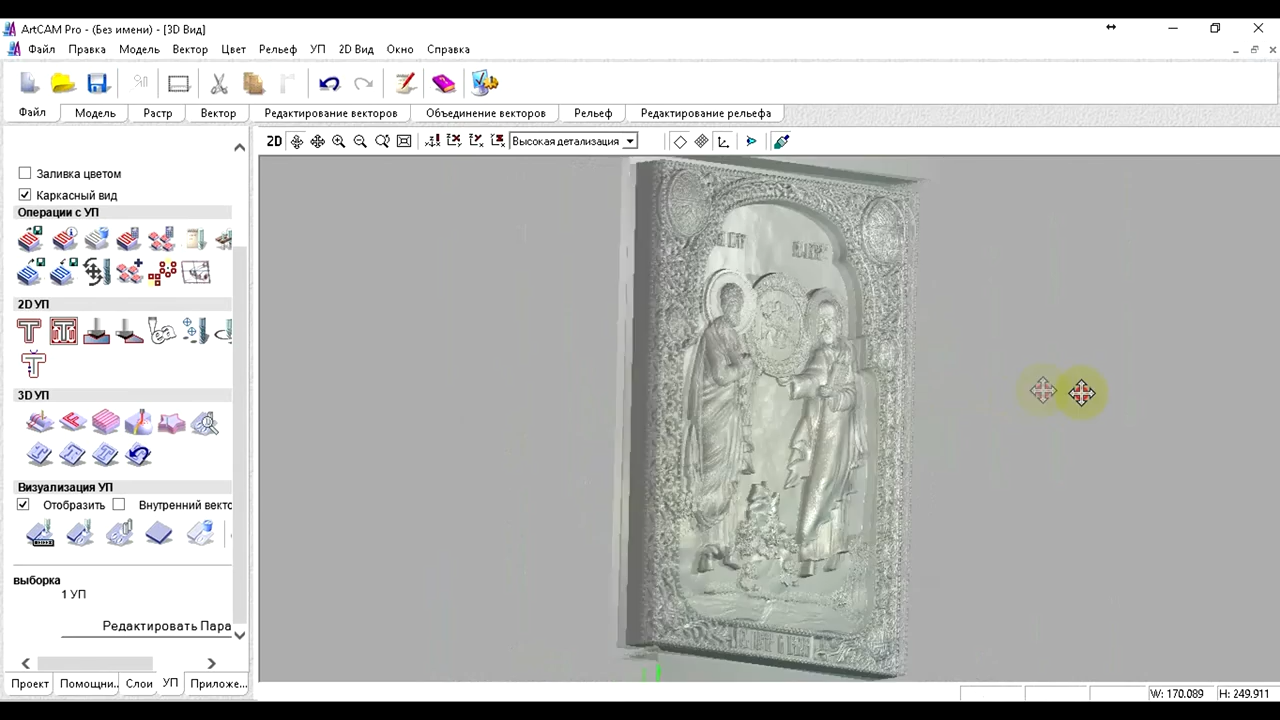 ArtCAM Pro - (Без имени) - [3D Вид]
Файл Правка Модель Вектор Цвет Рельеф УП 2D Вид Окно Справка
Файл Модель Растр Вектор Редактирование векторов Объединение векторов Рельеф Редактирование рельефа
2D Высокая детализация
Заливка цветом
Каркасный вид
Операции с УП
2D УП
3D УП
Визуализация УП
Отобразить Внутренний векто
выборка
1 УП
Редактировать Пара
Проект Помощни... Слои УП Приложе...
W: 170.089 H: 249.911